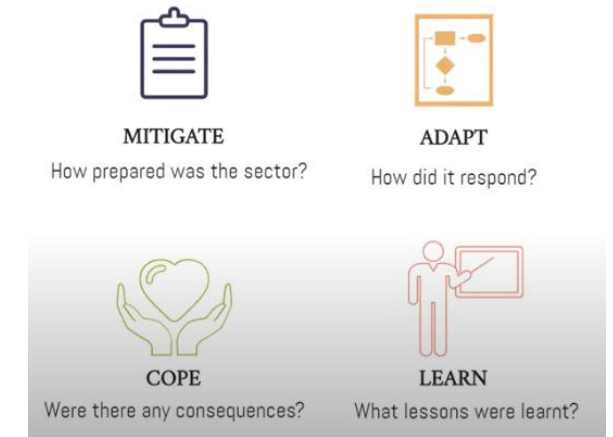 MITIGATE
How prepared was the sector?
ADAPT
How did it respond?
COPE
Were there any consequences?
LEARN
What lessons were learnt?